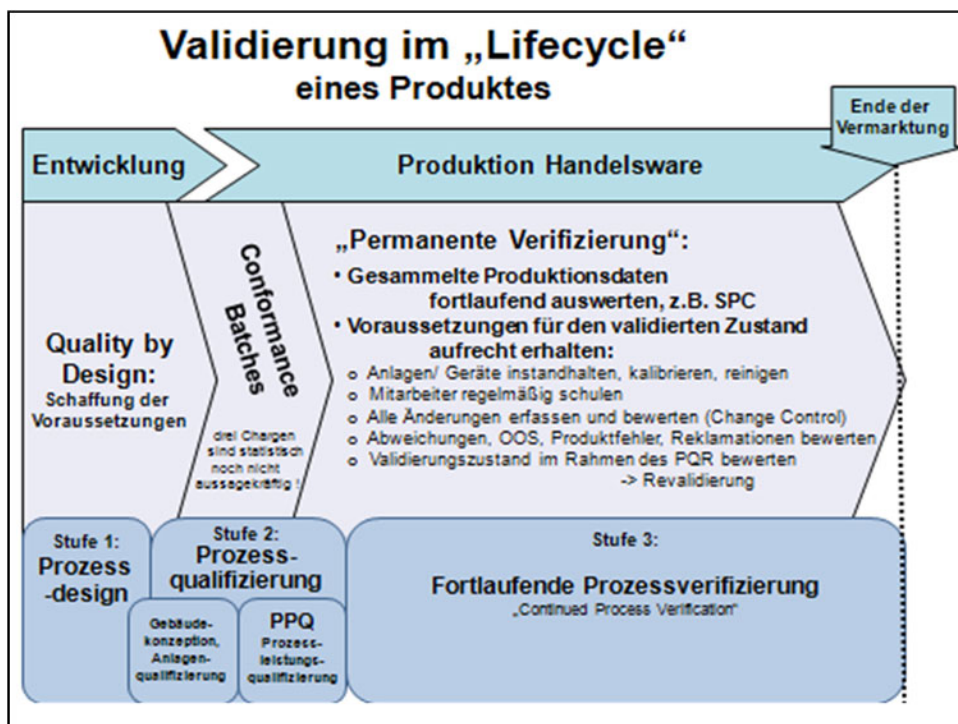 Validierung im „Lifecycle“
eines Produktes
Ende der
Vermarktung
Entwicklung
Produktion Handelsware
Quality by
Design:
Schaffung der
Voraussetzungen
Conformance
Batches
drei Chargen
sind statistisch
noch nicht
aussagekräftig !
„Permanente Verifizierung“:
• Gesammelte Produktionsdaten
fortlaufend auswerten, z.B. SPC
• Voraussetzungen für den validierten Zustand
aufrecht erhalten:
o Anlagen/ Geräte instandhalten, kalibrieren, reinigen
o Mitarbeiter regelmäßig schulen
o Alle Änderungen erfassen und bewerten (Change Control)
o Abweichungen, OOS, Produktfehler, Reklamationen bewerten
o Validierungszustand im Rahmen des PQR bewerten
-> Revalidierung
Stufe 1:
Prozess
-design
Stufe 2:
Prozess-
qualifizierung
Gebäude-
konzeption,
Anlagen-
qualifizierung
PPQ
Prozess-
leistungs-
qualifizierung
Stufe 3:
Fortlaufende Prozessverifizierung
„Continued Process Verification“